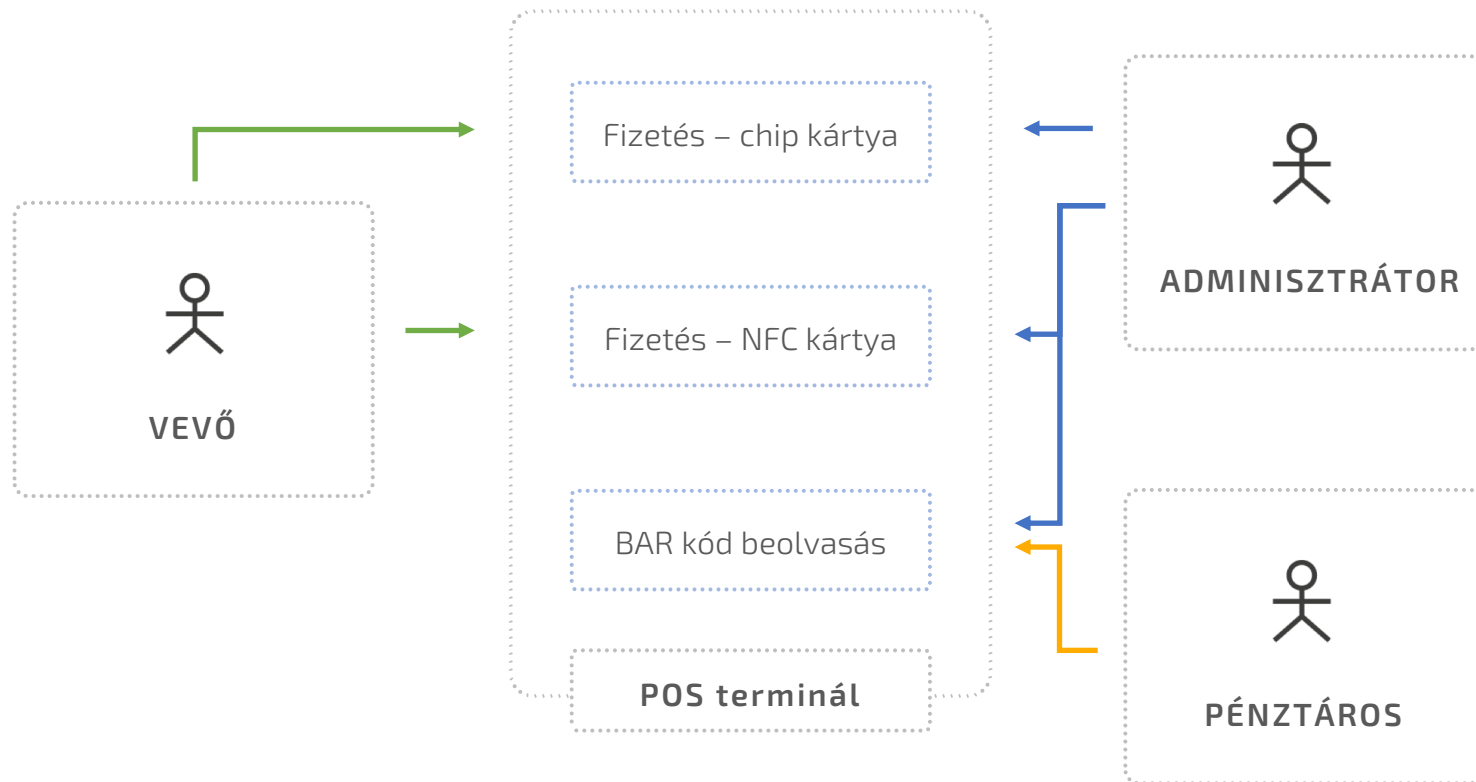 Fizetés – chip kártya
ADMINISZTRÁTOR
Fizetés – NFC kártya
VEVŐ
BAR kód beolvasás
POS terminál
PÉNZTÁROS